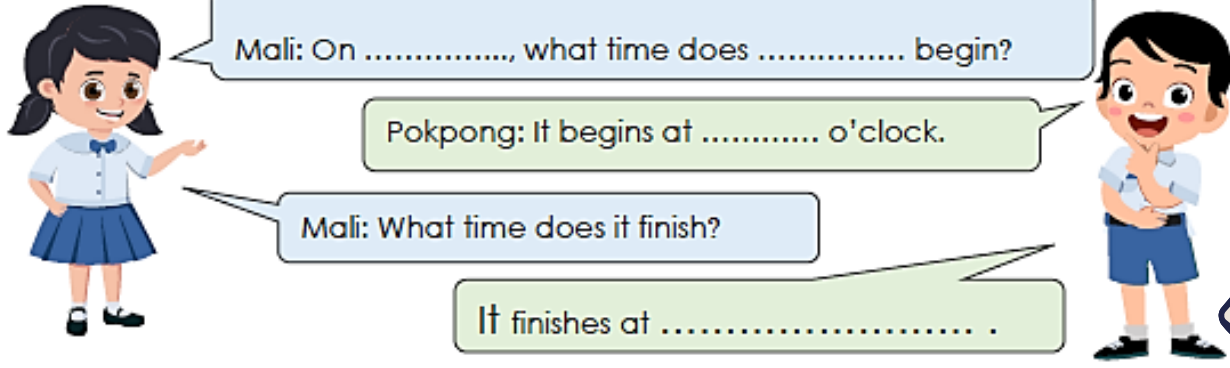 Mali: On ..............., what time does ............... begin?
Pokpong: It begins at ............ o'clock.
Mali: What time does it finish?
It finishes at ........................ .